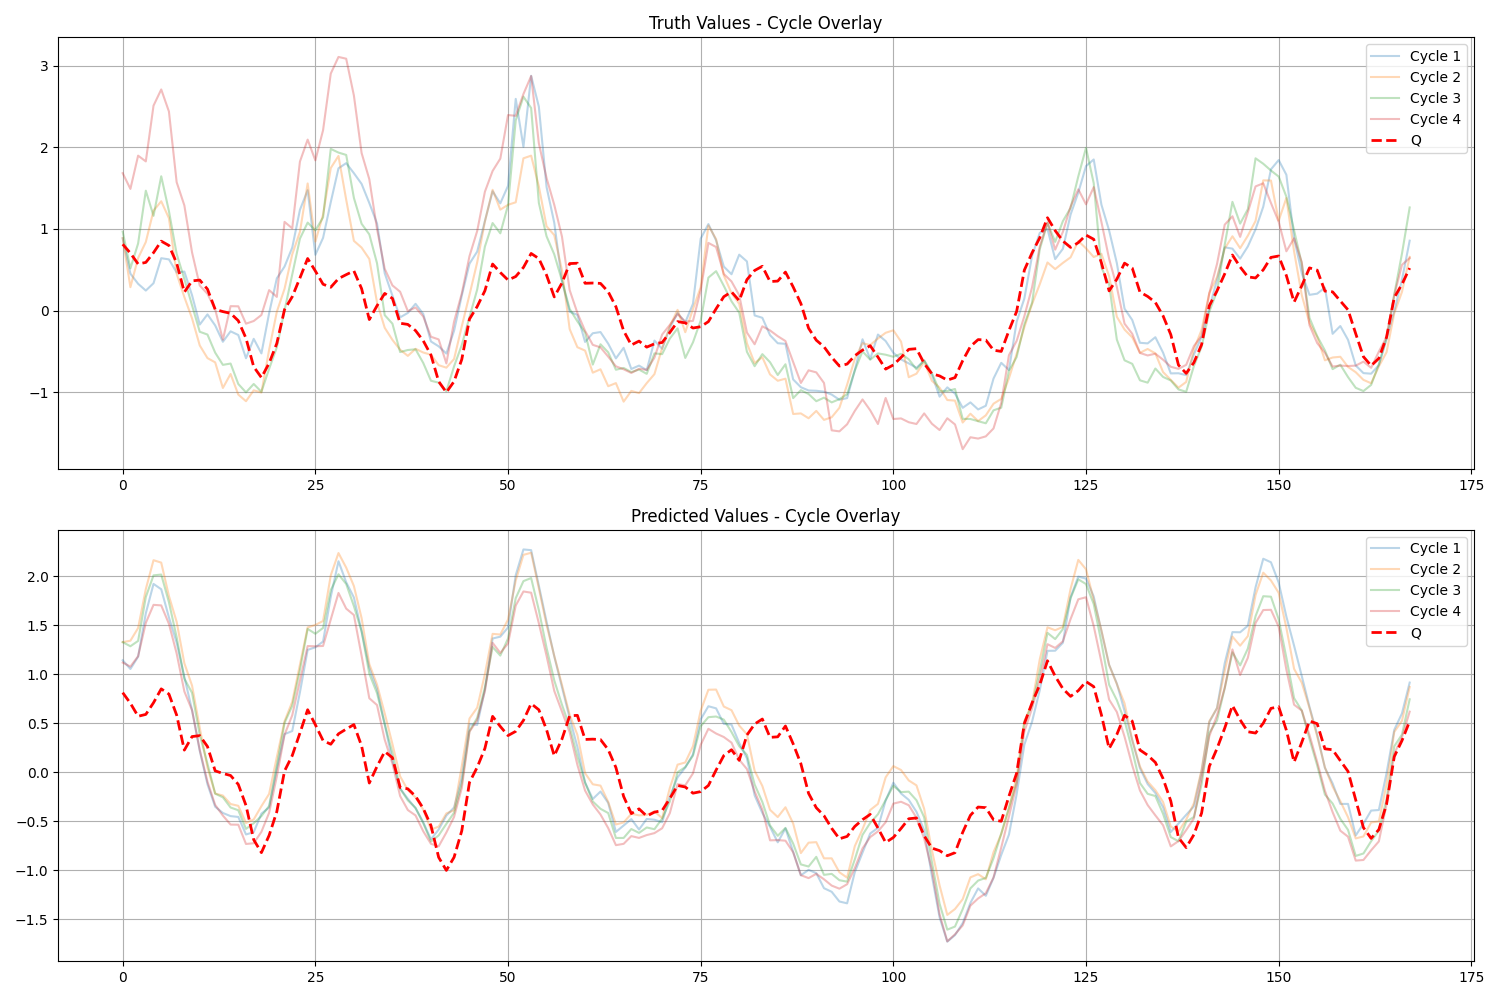 Truth Values - Cycle Overlay
Cycle 1
Cycle 2
Cycle 3
Cycle 4
Q
3
2
1
0
−1
0 25 50 75 100 125 150 175
Predicted Values - Cycle Overlay
Cycle 1
Cycle 2
Cycle 3
Cycle 4
Q
2.0
1.5
1.0
0.5
0.0
−0.5
−1.0
−1.5
0 25 50 75 100 125 150 175